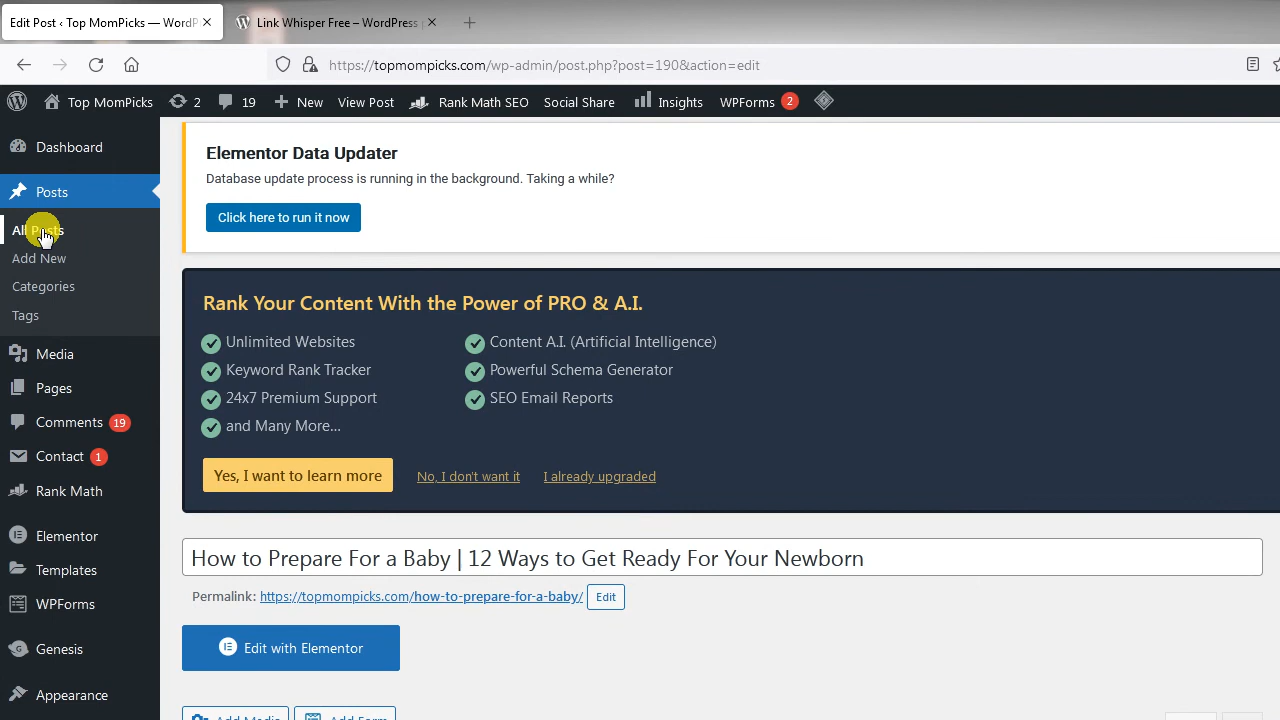 Edit Post ‹ Top MomPicks — WordP
Link Whisper Free – WordPress
https://topmompicks.com/wp-admin/post.php?post=190&action=edit
Top MomPicks 2 19 New View Post Rank Math SEO Social Share Insights WPForms 2
Dashboard
Posts
All Posts
Add New
Categories
Tags
Media
Pages
Comments 19
Contact 1
Rank Math
Elementor
Templates
WPForms
Genesis
Appearance
Elementor Data Updater
Database update process is running in the background. Taking a while?
Click here to run it now
Rank Your Content With the Power of PRO & A.I.
Unlimited Websites
Content A.I. (Artificial Intelligence)
Keyword Rank Tracker
Powerful Schema Generator
24x7 Premium Support
SEO Email Reports
and Many More...
Yes, I want to learn more
No, I don't want it
I already upgraded
How to Prepare For a Baby | 12 Ways to Get Ready For Your Newborn
Permalink: https://topmompicks.com/how-to-prepare-for-a-baby/ Edit
Edit with Elementor
Add Media
Add Form